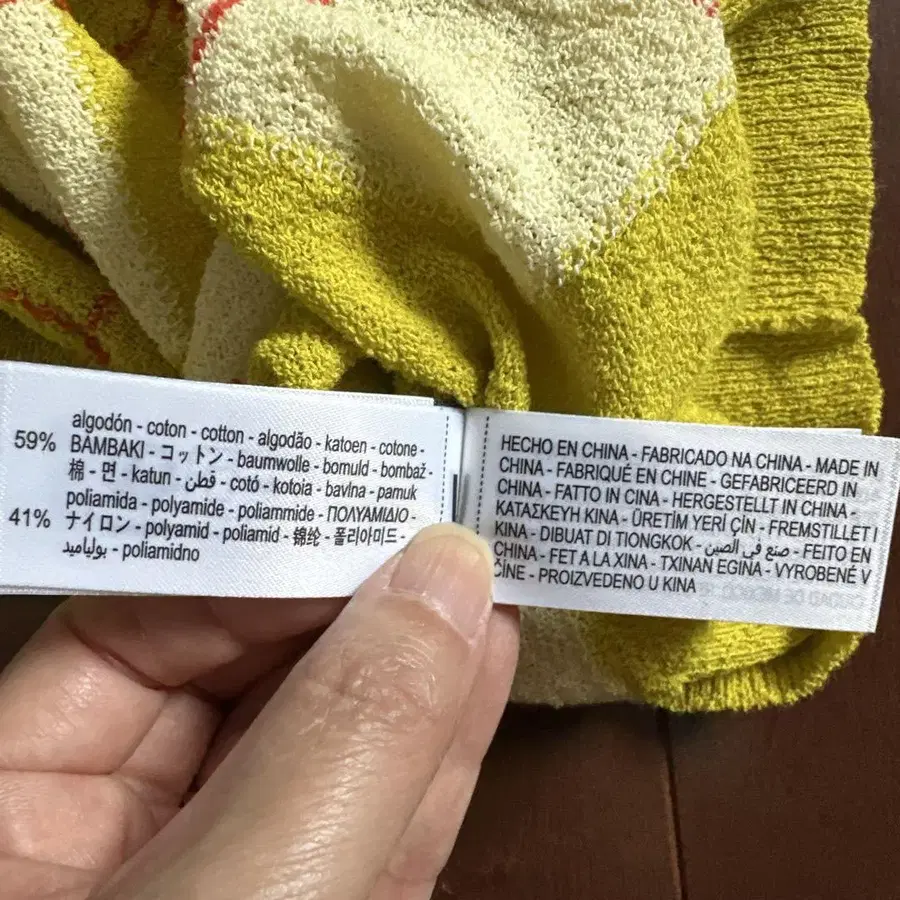 algodón - coton - cotton - algodão - katoen - cotone -
59% BAMBAKI - コットン - baumwolle - bomuld - bombaž -
棉 - 면 - katun - قطن - cotó - kotoia - bavlna - pamuk
poliamida - polyamide - poliammide - ΠΟΛΥΑΜΙΔΙΟ -
41% ナイロン - polyamid - poliamid - 锦纶 - 폴리아미드 -
بولياميد - poliamidno
HECHO EN CHINA - FABRICADO NA CHINA - MADE IN
CHINA - FABRIQUÉ EN CHINE - GEFABRICEERD IN
CHINA - FATTO IN CINA - HERGESTELLT IN CHINA -
ΚΑΤΑΣΚΕΥΗ ΚΙΝΑ - ÜRETİM YERİ ÇİN - FREMSTILLET I
KINA - DIBUAT DI TIONGKOK - صنع في الصين - FEITO EN
CHINA - FET A LA XINA - TXINAN EGINA - VYROBENÉ V
ČÍNE - PROIZVEDENO U KINA